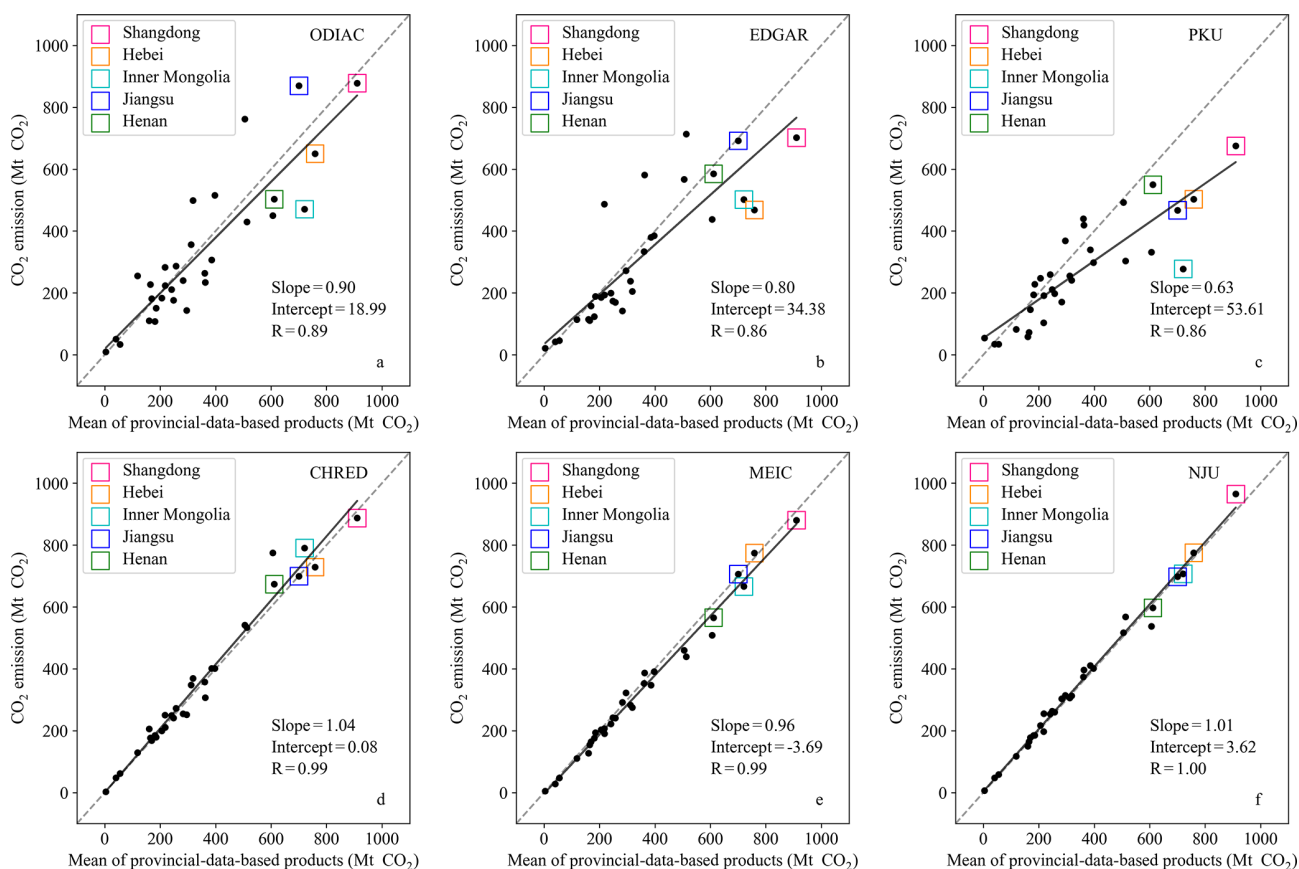 Shangdong
Hebei
Inner Mongolia
Jiangsu
Henan
ODIAC
1000
800
600
400
200
0
CO2 emission (Mt CO2)
Slope = 0.90
Intercept = 18.99
R = 0.89
a
0 200 400 600 800 1000
Mean of provincial-data-based products (Mt CO2)
Shangdong
Hebei
Inner Mongolia
Jiangsu
Henan
EDGAR
1000
800
600
400
200
0
CO2 emission (Mt CO2)
Slope = 0.80
Intercept = 34.38
R = 0.86
b
0 200 400 600 800 1000
Mean of provincial-data-based products (Mt CO2)
Shangdong
Hebei
Inner Mongolia
Jiangsu
Henan
PKU
1000
800
600
400
200
0
CO2 emission (Mt CO2)
Slope = 0.63
Intercept = 53.61
R = 0.86
c
0 200 400 600 800 1000
Mean of provincial-data-based products (Mt CO2)
Shangdong
Hebei
Inner Mongolia
Jiangsu
Henan
CHRED
1000
800
600
400
200
0
CO2 emission (Mt CO2)
Slope = 1.04
Intercept = 0.08
R = 0.99
d
0 200 400 600 800 1000
Mean of provincial-data-based products (Mt CO2)
Shangdong
Hebei
Inner Mongolia
Jiangsu
Henan
MEIC
1000
800
600
400
200
0
CO2 emission (Mt CO2)
Slope = 0.96
Intercept = -3.69
R = 0.99
e
0 200 400 600 800 1000
Mean of provincial-data-based products (Mt CO2)
Shangdong
Hebei
Inner Mongolia
Jiangsu
Henan
NJU
1000
800
600
400
200
0
CO2 emission (Mt CO2)
Slope = 1.01
Intercept = 3.62
R = 1.00
f
0 200 400 600 800 1000
Mean of provincial-data-based products (Mt CO2)